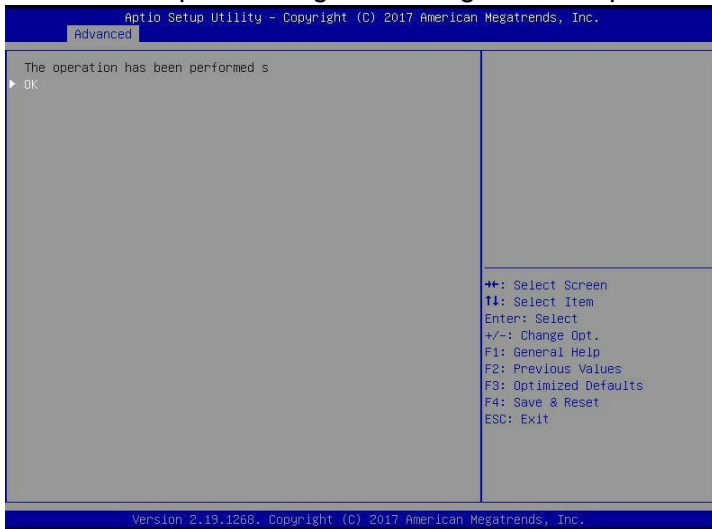 Aptio Setup Utility – Copyright (C) 2017 American Megatrends, Inc.
Advanced
The operation has been performed s
OK
→←: Select Screen
↑↓: Select Item
Enter: Select
+/-: Change Opt.
F1: General Help
F2: Previous Values
F3: Optimized Defaults
F4: Save & Reset
ESC: Exit
Version 2.19.1268. Copyright (C) 2017 American Megatrends, Inc.